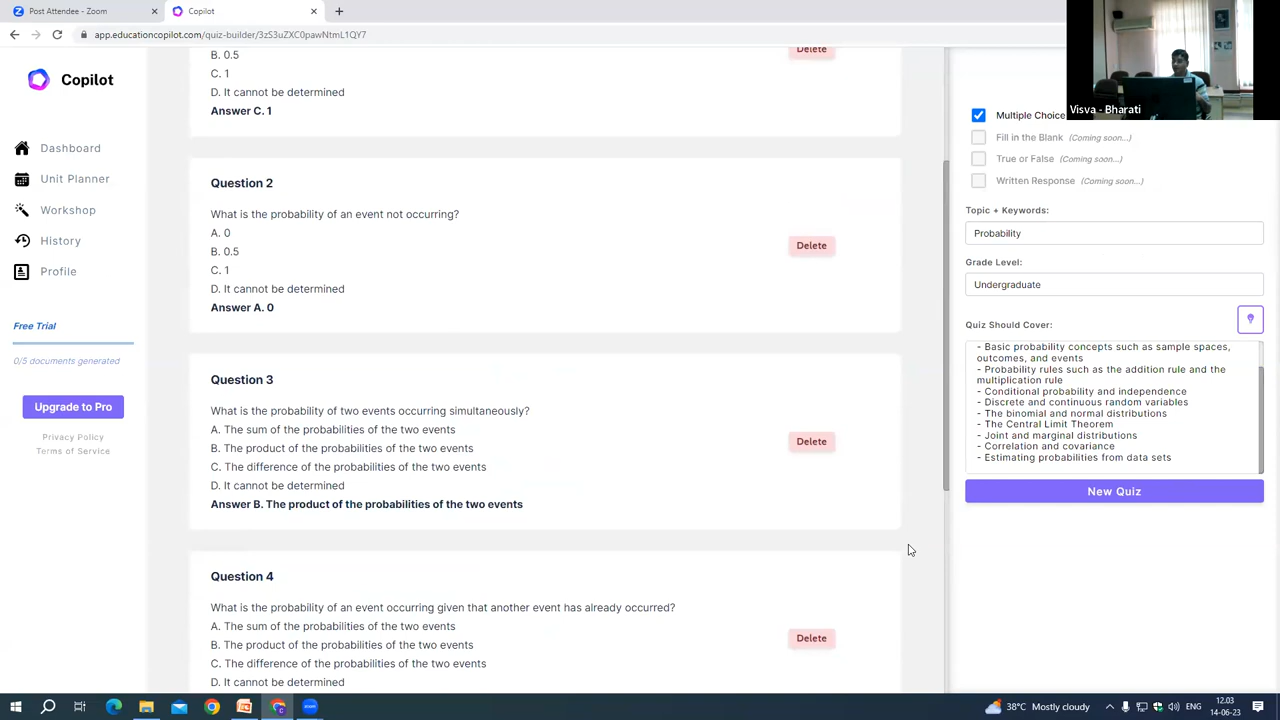 Post Attendee - Zoom
Copilot
app.educationcopilot.com/quiz-builder/3zS3uZXC0pawNtmL1QY7
Visva - Bharati
Copilot
Dashboard
Unit Planner
Workshop
History
Profile
Free Trial
0/5 documents generated
Upgrade to Pro
Privacy Policy
Terms of Service
B. 0.5
C. 1
D. It cannot be determined
Answer C. 1
Delete
Question 2
What is the probability of an event not occurring?
A. 0
B. 0.5
C. 1
D. It cannot be determined
Answer A. 0
Delete
Question 3
What is the probability of two events occurring simultaneously?
A. The sum of the probabilities of the two events
B. The product of the probabilities of the two events
C. The difference of the probabilities of the two events
D. It cannot be determined
Answer B. The product of the probabilities of the two events
Delete
Question 4
What is the probability of an event occurring given that another event has already occurred?
A. The sum of the probabilities of the two events
B. The product of the probabilities of the two events
C. The difference of the probabilities of the two events
D. It cannot be determined
Delete
Multiple Choice
Fill in the Blank (Coming soon...)
True or False (Coming soon...)
Written Response (Coming soon...)
Topic + Keywords:
Probability
Grade Level:
Undergraduate
Quiz Should Cover:
- Basic probability concepts such as sample spaces,
outcomes, and events
- Probability rules such as the addition rule and the
multiplication rule
- Conditional probability and independence
- Discrete and continuous random variables
- The binomial and normal distributions
- The Central Limit Theorem
- Joint and marginal distributions
- Correlation and covariance
- Estimating probabilities from data sets
New Quiz
38°C Mostly cloudy
ENG
12.03
14-06-23